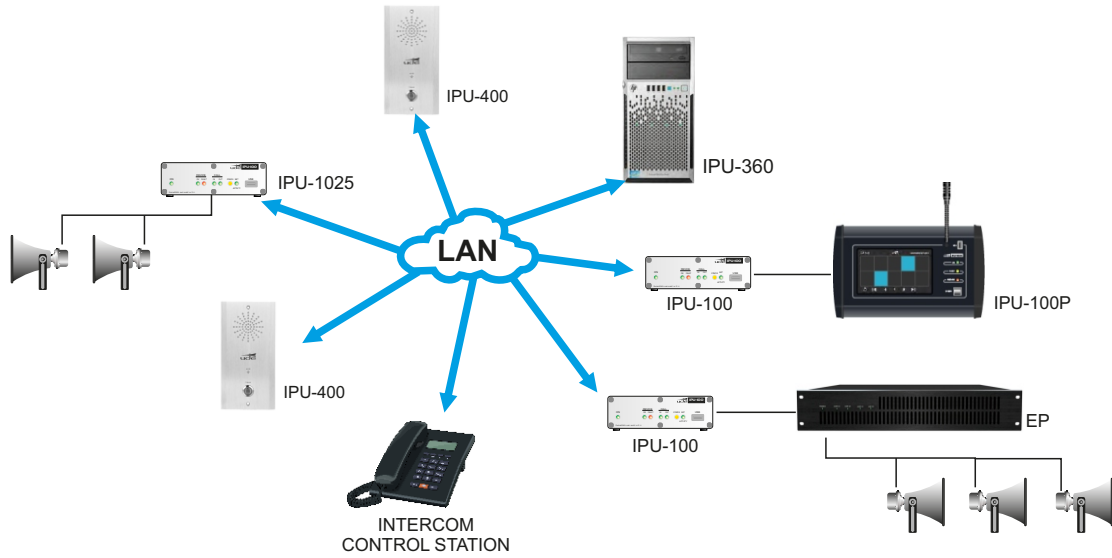 IPU-400
IPU-360
IPU-1025
LAN
IPU-100
IPU-100P
IPU-400
IPU-100
EP
INTERCOM
CONTROL STATION